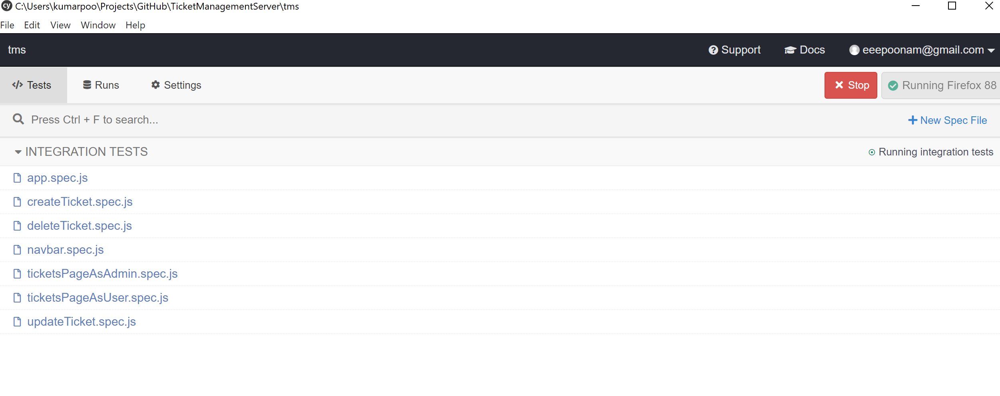 cy C:\Users\kumarpoo\Projects\GitHub\TicketManagementServer\tms
File Edit View Window Help
tms Support Docs eeepoonam@gmail.com
Tests Runs Settings Stop Running Firefox 88
Press Ctrl + F to search... New Spec File
INTEGRATION TESTS Running integration tests
app.spec.js
createTicket.spec.js
deleteTicket.spec.js
navbar.spec.js
ticketsPageAsAdmin.spec.js
ticketsPageAsUser.spec.js
updateTicket.spec.js